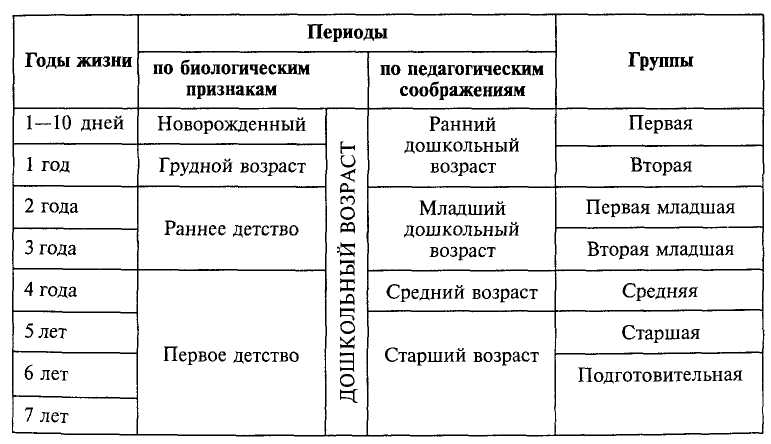 Годы жизни
Периоды
Группы
по биологическим
признакам
по педагогическим
соображениям
1—10 дней
Новорожденный
ДОШКОЛЬНЫЙ ВОЗРАСТ
Ранний
дошкольный
возраст
Первая
1 год
Грудной возраст
Вторая
2 года
Раннее детство
Младший
дошкольный
возраст
Первая младшая
3 года
Вторая младшая
4 года
Первое детство
Средний возраст
Средняя
5 лет
Старший возраст
Старшая
6 лет
Подготовительная
7 лет